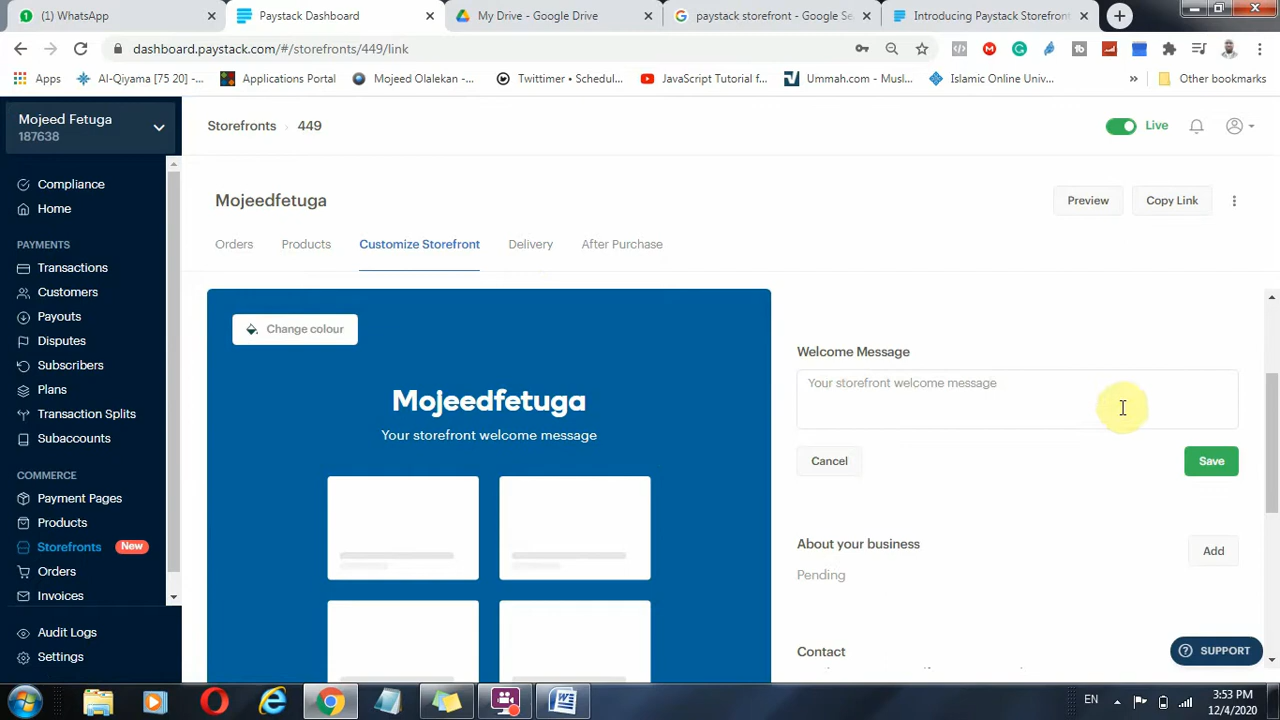 (1) WhatsApp
Paystack Dashboard
My Drive - Google Drive
paystack storefront - Google Se
Introducing Paystack Storefront
dashboard.paystack.com/#/storefronts/449/link
Apps
Al-Qiyama [75 20] -...
Applications Portal
Mojeed Olalekan -...
Twittimer • Schedul...
JavaScript Tutorial f...
Ummah.com - Musl...
Islamic Online Univ...
»
Other bookmarks
Mojeed Fetuga
187638
Storefronts › 449
Live
Compliance
Home
PAYMENTS
Transactions
Customers
Payouts
Disputes
Subscribers
Plans
Transaction Splits
Subaccounts
COMMERCE
Payment Pages
Products
Storefronts New
Orders
Invoices
Audit Logs
Settings
Mojeedfetuga
Preview
Copy Link
Orders
Products
Customize Storefront
Delivery
After Purchase
Change colour
Mojeedfetuga
Your storefront welcome message
Welcome Message
Your storefront welcome message
Cancel
Save
About your business
Add
Pending
Contact
SUPPORT
EN
3:53 PM
12/4/2020